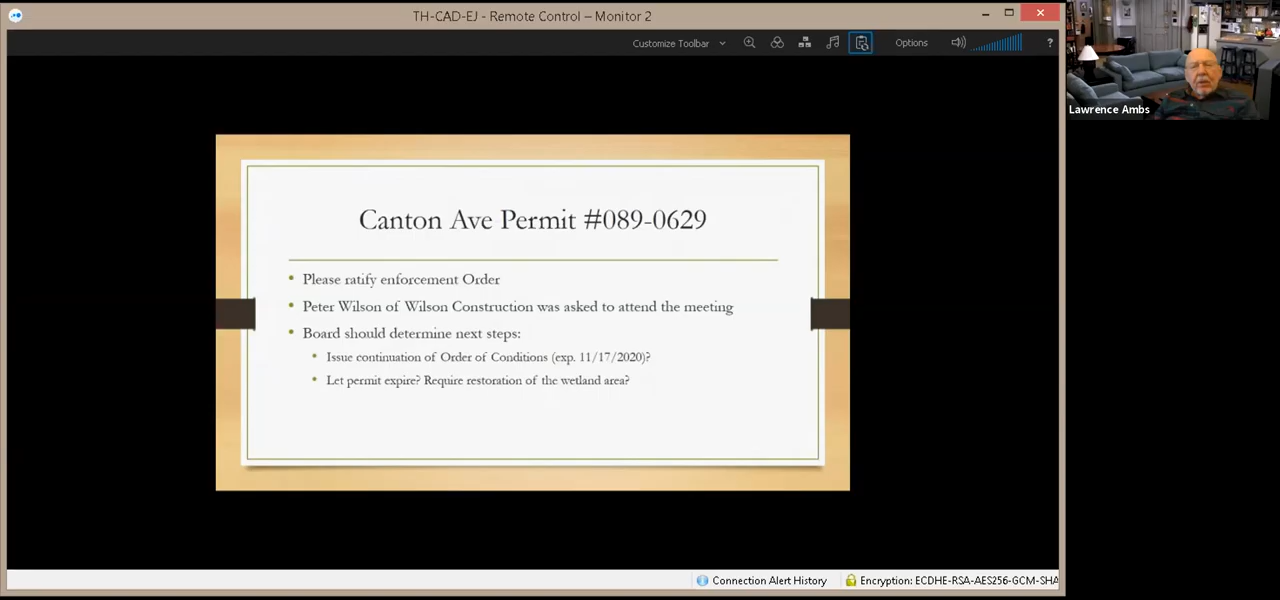 TH-CAD-EJ - Remote Control – Monitor 2
Customize Toolbar
Options
?
Lawrence Ambs
Canton Ave Permit #089-0629
• Please ratify enforcement Order
• Peter Wilson of Wilson Construction was asked to attend the meeting
• Board should determine next steps:
• Issue continuation of Order of Conditions (exp. 11/17/2020)?
• Let permit expire? Require restoration of the wetland area?
Connection Alert History
Encryption: ECDHE-RSA-AES256-GCM-SHA